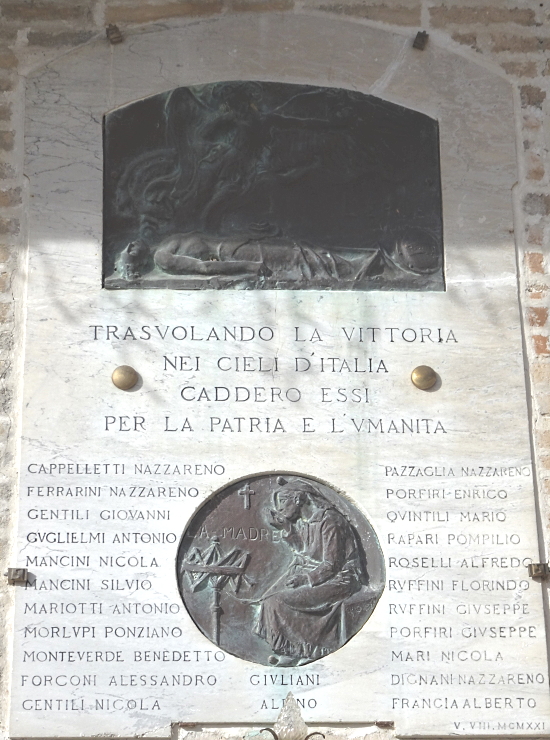 TRASVOLANDO LA VITTORIA
NEI CIELI D'ITALIA
CADDERO ESSI
PER LA PATRIA E L'VMANITA
CAPPELLETTI NAZZARENO
FERRARINI NAZZARENO
GENTILI GIOVANNI
GVGLIELMI ANTONIO
MANCINI NICOLA
MANCINI SILVIO
MARIOTTI ANTONIO
MORLVPI PONZIANO
MONTEVERDE BENEDETTO
FORCONI ALESSANDRO
GENTILI NICOLA
LA MADRE
GIVLIANI
PAZZAGLIA NAZZARENO
PORFIRI ENRICO
QVINTILI MARIO
RAPARI POMPILIO
ROSELLI ALFREDO
RVFFINI FLORINDO
RVFFINI GIVSEPPE
PORFIRI GIVSEPPE
MARI NICOLA
DIGNANI NAZZARENO
FRANCIA ALBERTO
V. VIII. MCMXXI